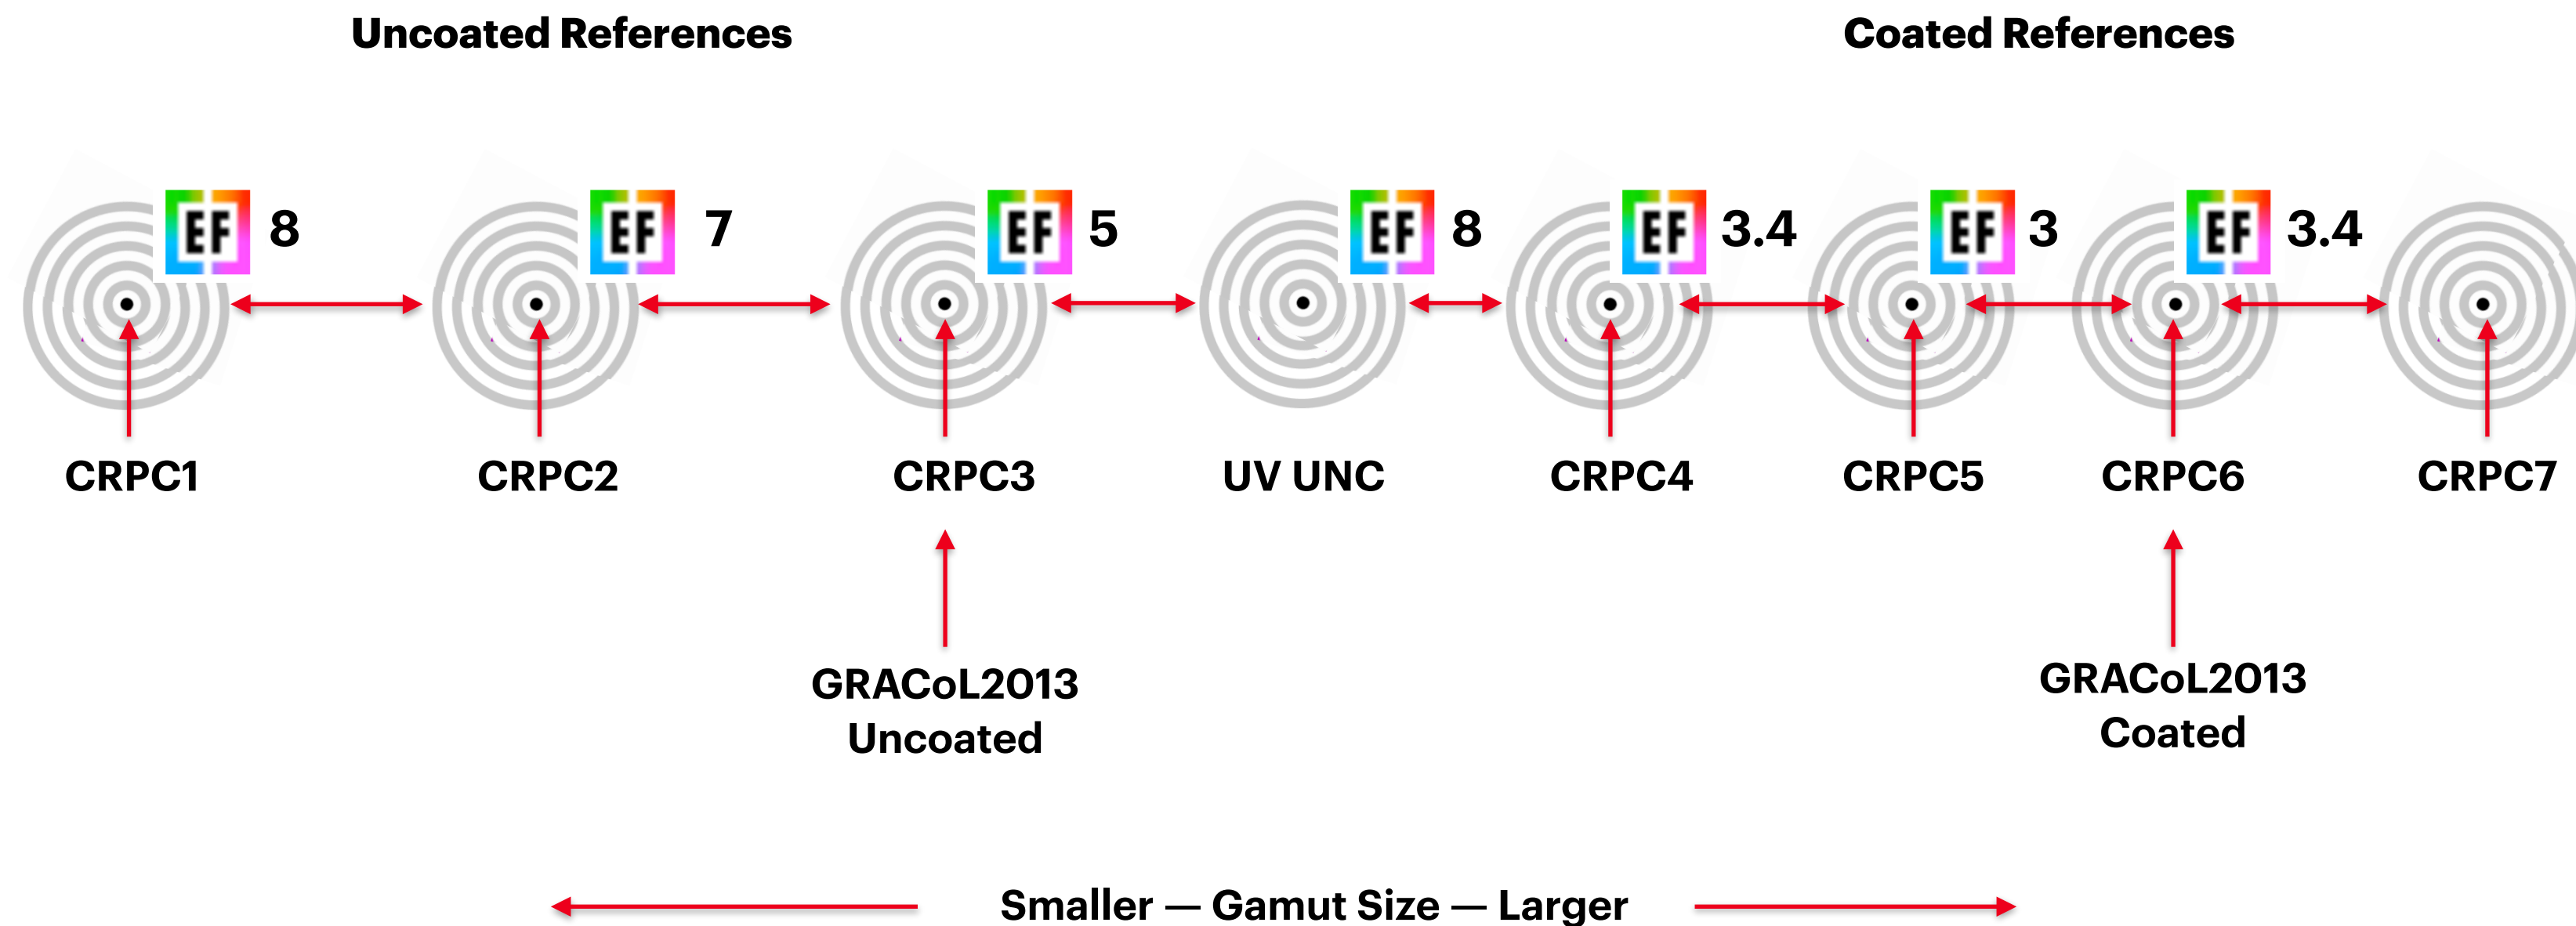 Uncoated References
Coated References
EF 8
EF 7
EF 5
EF 8
EF 3.4
EF 3
EF 3.4
CRPC1
CRPC2
CRPC3
UV UNC
CRPC4
CRPC5
CRPC6
CRPC7
GRACoL2013
Uncoated
GRACoL2013
Coated
Smaller — Gamut Size — Larger